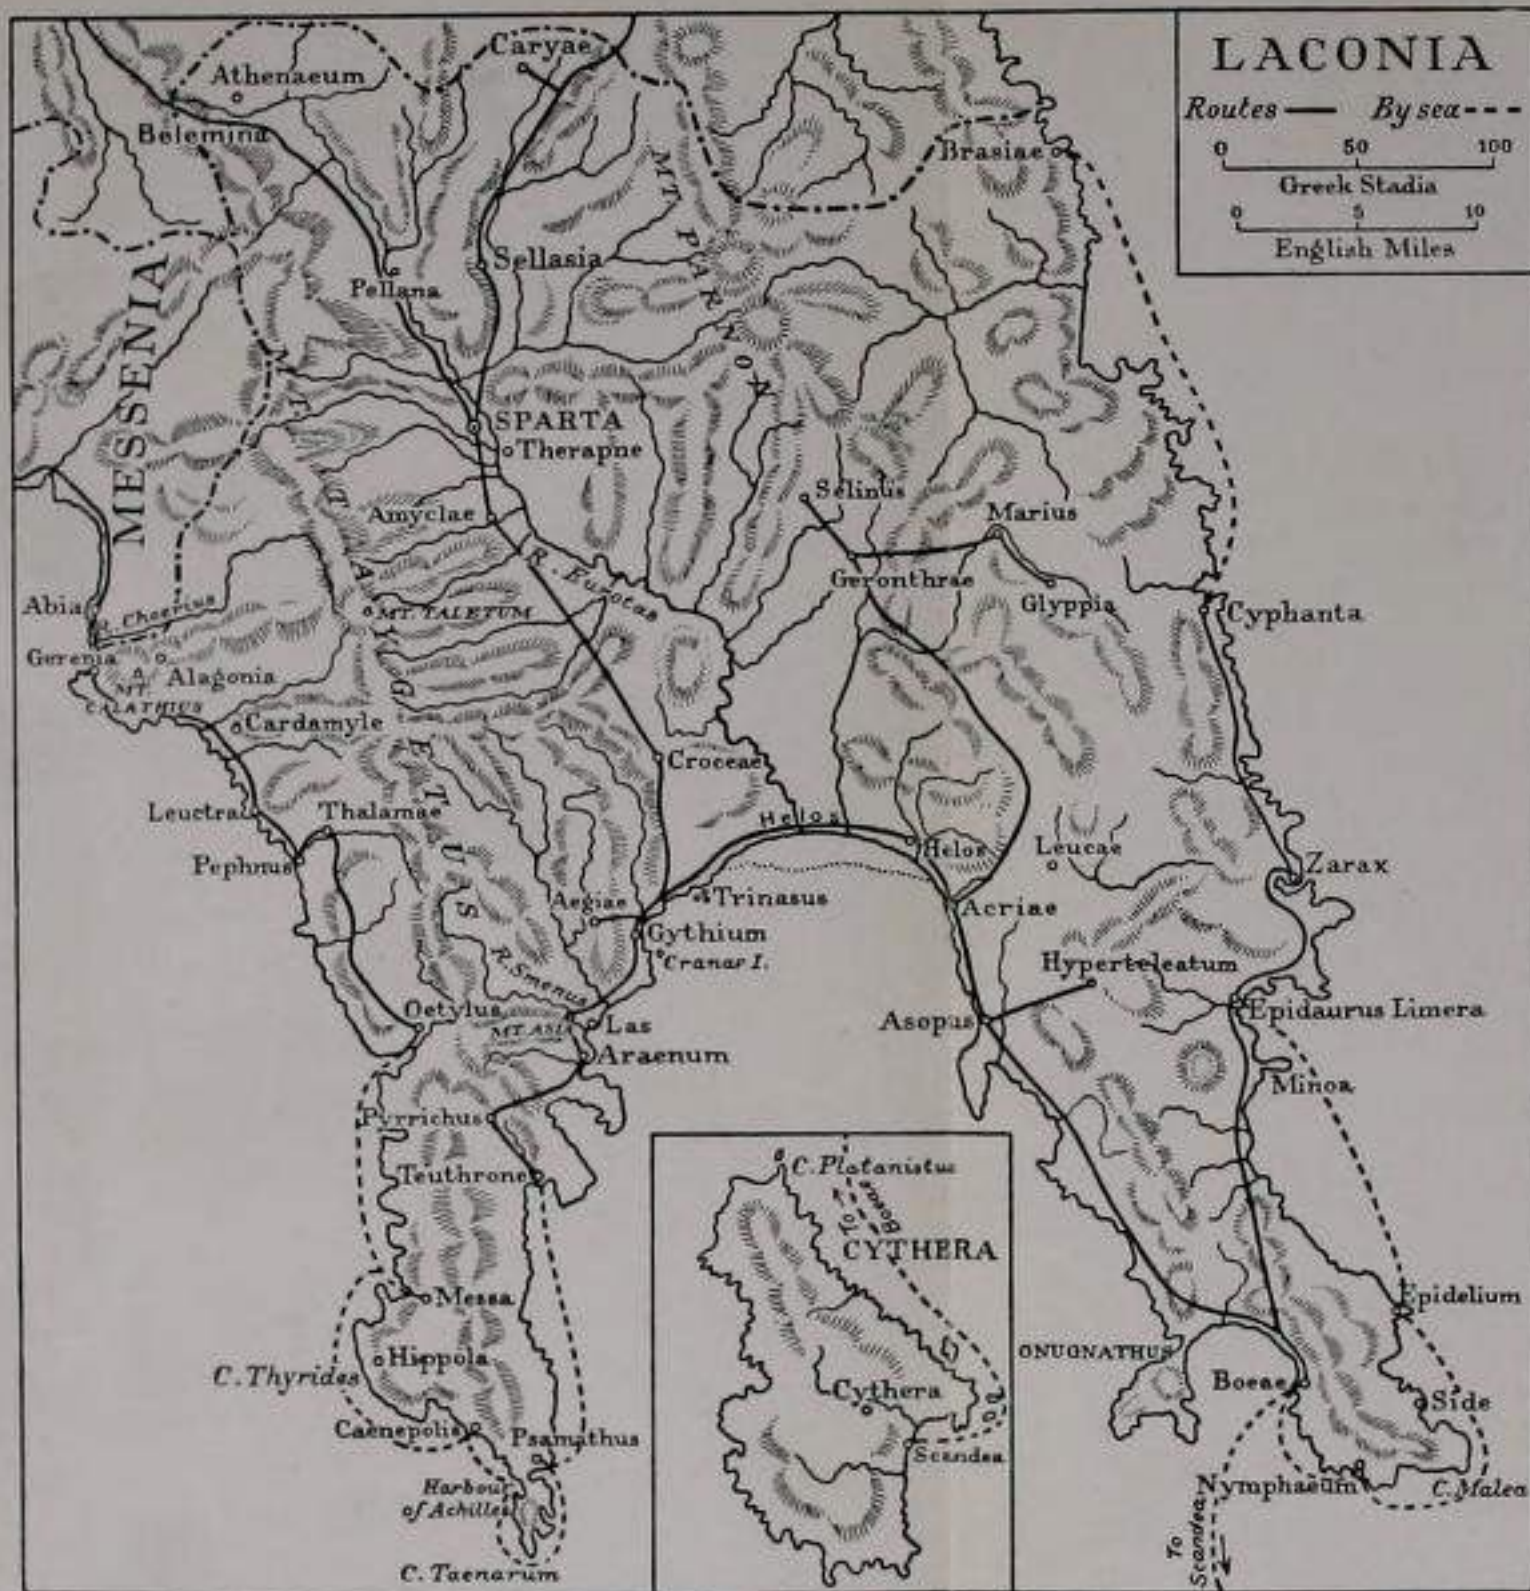 LACONIA
Routes By sea
0 50 100
Greek Stadia
0 5 10
English Miles
Caryae
Athenaeum
Belemina
Brasiae
MT. PARNON
Sellasia
Pellana
MESSENIA
SPARTA
Therapne
MT. TAYGETUS
Selinus
Marius
Amyclae
R. Eurotas
Geronthrae
Glyppia
Abia
R. Choerius
MT. TALETUM
Cyphanta
Gerenia
Alagonia
MT.
CALATHIUS
Cardamyle
Croceae
Leuctra
Thalamae
Helos
Helos
Leucae
Pephnus
Zarax
Aegiae
Trinasus
Acriae
Gythium
Cranae I.
Hyperteleatum
R. Smenus
Oetylus
MT. ASIA
Las
Asopus
Epidaurus Limera
Araenum
Minoa
Pyrrichus
C. Platanistus
Teuthrone
To Boeae
CYTHERA
Messa
Epidelium
Hippola
ONUGNATHUS
C. Thyrides
Cythera
Boeae
Side
Caenepolis
Psamathus
Scandea
Harbour
of Achilles
Nymphaeum
C. Malea
To
Scandea
C. Taenarum